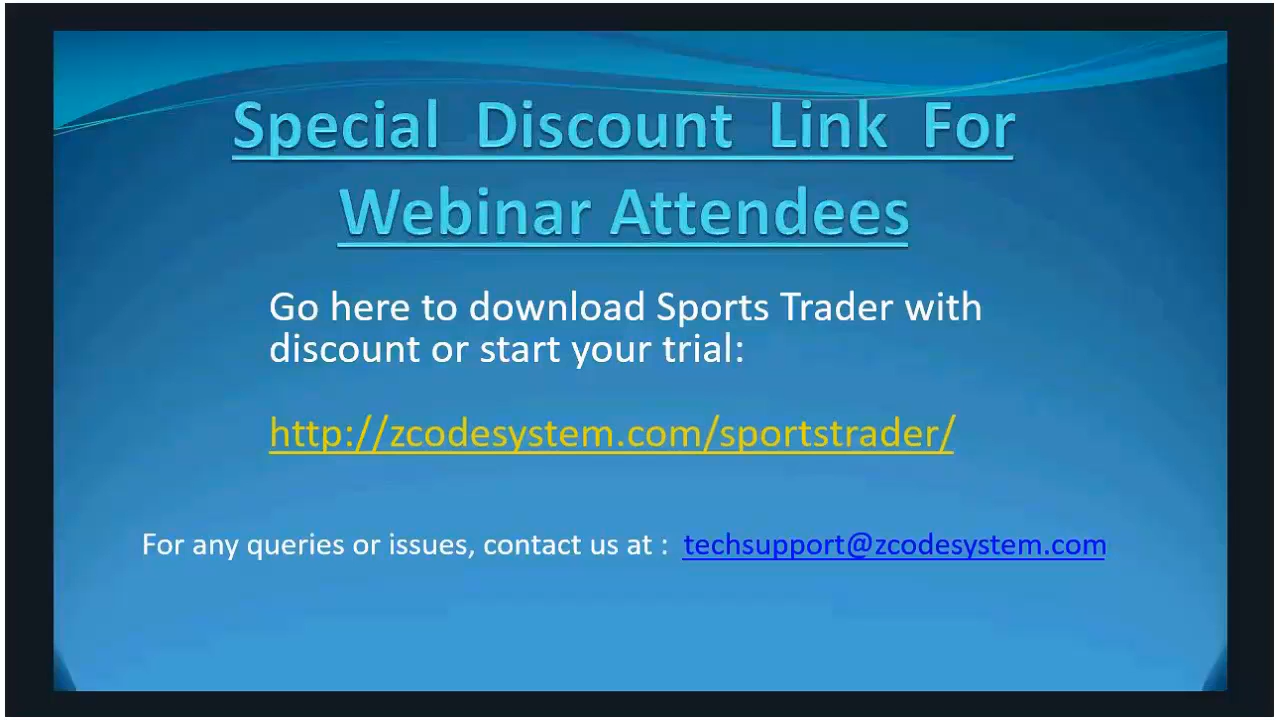 Special Discount Link For
Webinar Attendees
Go here to download Sports Trader with
discount or start your trial:
http://zcodesystem.com/sportstrader/
For any queries or issues, contact us at : techsupport@zcodesystem.com